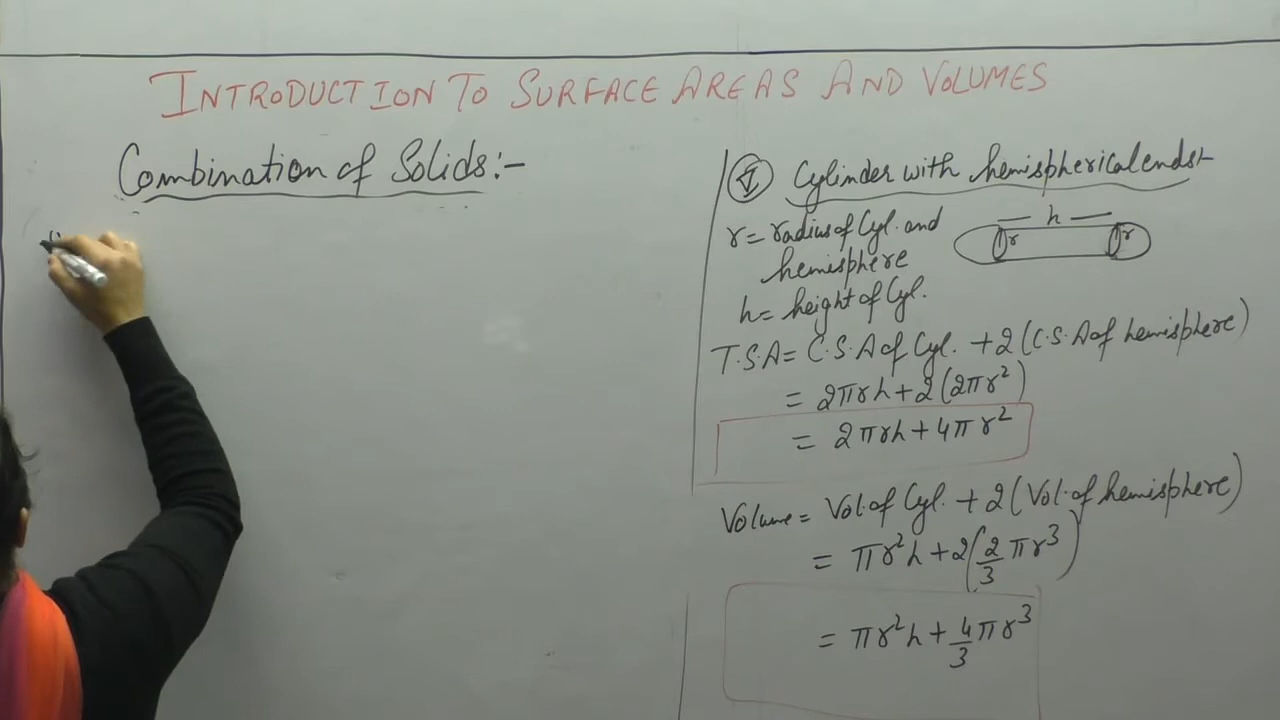 INTRODUCTION TO SURFACE AREAS AND VOLUMES
Combination of Solids:-
(I) Cylinder with hemispherical ends:-
r = radius of Cyl. and
hemisphere
h = height of Cyl.
h
r r
T.S.A = C.S.A of Cyl. + 2 (C.S.A of hemisphere)
= 2πrh + 2(2πr²)
= 2πrh + 4πr²
Volume = Vol. of Cyl. + 2 (Vol. of hemisphere)
= πr²h + 2(2/3 πr³)
= πr²h + 4/3 πr³